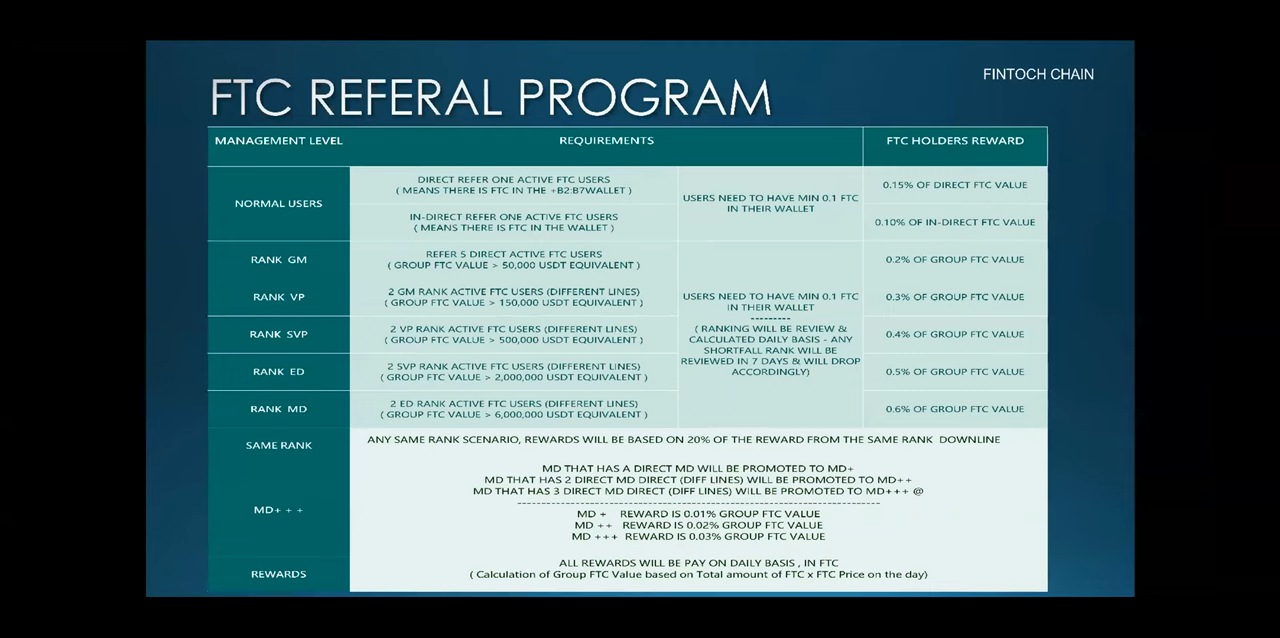 FINTOCH CHAIN
FTC REFERAL PROGRAM
MANAGEMENT LEVEL
REQUIREMENTS
FTC HOLDERS REWARD
NORMAL USERS
DIRECT REFER ONE ACTIVE FTC USERS
( MEANS THERE IS FTC IN THE +B2:B7WALLET )
USERS NEED TO HAVE MIN 0.1 FTC
IN THEIR WALLET
0.15% OF DIRECT FTC VALUE
IN-DIRECT REFER ONE ACTIVE FTC USERS
( MEANS THERE IS FTC IN THE WALLET )
0.10% OF IN-DIRECT FTC VALUE
RANK GM
REFER 5 DIRECT ACTIVE FTC USERS
( GROUP FTC VALUE > 50,000 USDT EQUIVALENT )
0.2% OF GROUP FTC VALUE
RANK VP
2 GM RANK ACTIVE FTC USERS (DIFFERENT LINES)
( GROUP FTC VALUE > 150,000 USDT EQUIVALENT )
0.3% OF GROUP FTC VALUE
USERS NEED TO HAVE MIN 0.1 FTC
IN THEIR WALLET
---------
( RANKING WILL BE REVIEW &
CALCULATED DAILY BASIS - ANY
SHORTFALL RANK WILL BE
REVIEWED IN 7 DAYS & WILL DROP
ACCORDINGLY)
RANK SVP
2 VP RANK ACTIVE FTC USERS (DIFFERENT LINES)
( GROUP FTC VALUE > 500,000 USDT EQUIVALENT )
0.4% OF GROUP FTC VALUE
RANK ED
2 SVP RANK ACTIVE FTC USERS (DIFFERENT LINES)
( GROUP FTC VALUE > 2,000,000 USDT EQUIVALENT )
0.5% OF GROUP FTC VALUE
RANK MD
2 ED RANK ACTIVE FTC USERS (DIFFERENT LINES)
( GROUP FTC VALUE > 6,000,000 USDT EQUIVALENT )
0.6% OF GROUP FTC VALUE
SAME RANK
ANY SAME RANK SCENARIO, REWARDS WILL BE BASED ON 20% OF THE REWARD FROM THE SAME RANK DOWNLINE
MD+ + +
MD THAT HAS A DIRECT MD WILL BE PROMOTED TO MD+
MD THAT HAS 2 DIRECT MD DIRECT (DIFF LINES) WILL BE PROMOTED TO MD++
MD THAT HAS 3 DIRECT MD DIRECT (DIFF LINES) WILL BE PROMOTED TO MD+++ @
--------------------------------------------------------------------------------
MD + REWARD IS 0.01% GROUP FTC VALUE
MD ++ REWARD IS 0.02% GROUP FTC VALUE
MD +++ REWARD IS 0.03% GROUP FTC VALUE
REWARDS
ALL REWARDS WILL BE PAY ON DAILY BASIS , IN FTC
( Calculation of Group FTC Value based on Total amount of FTC x FTC Price on the day)